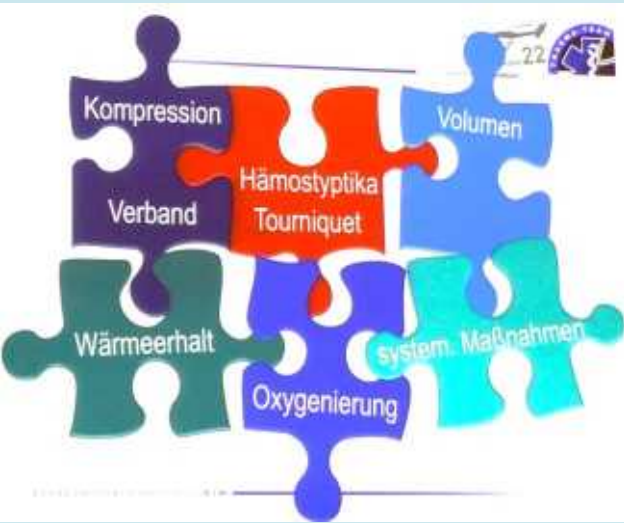 22
Kompression
Verband
Hämostyptika
Tourniquet
Volumen
Wärmeerhalt
Oxygenierung
system. Maßnahmen